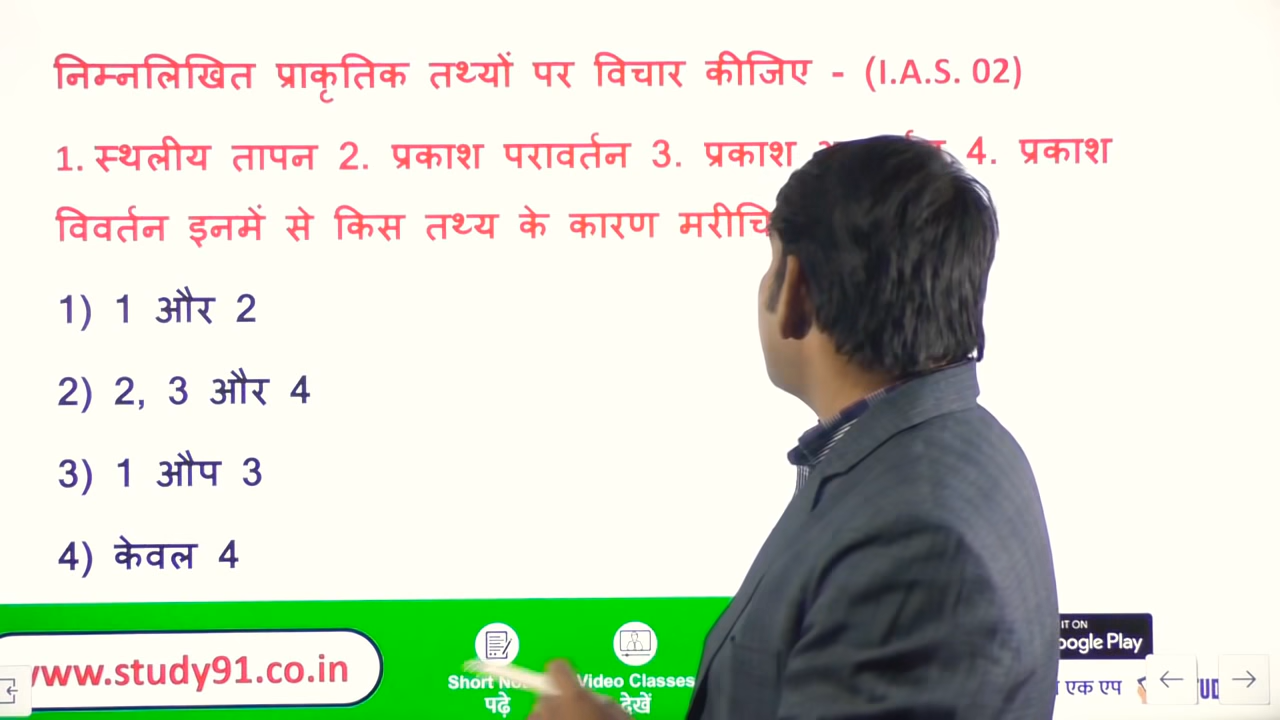 निम्नलिखित प्राकृतिक तथ्यों पर विचार कीजिए - (I.A.S. 02)
1. स्थलीय तापन 2. प्रकाश परावर्तन 3. प्रकाश 4. प्रकाश
विवर्तन इनमें से किस तथ्य के कारण
1) 1 और 2
2) 2, 3 और 4
3) 1 औप 3
4) केवल 4
www.study91.co.in
Short
पढ़े
Video Classes
देखें
IT ON
Google Play
एक एप